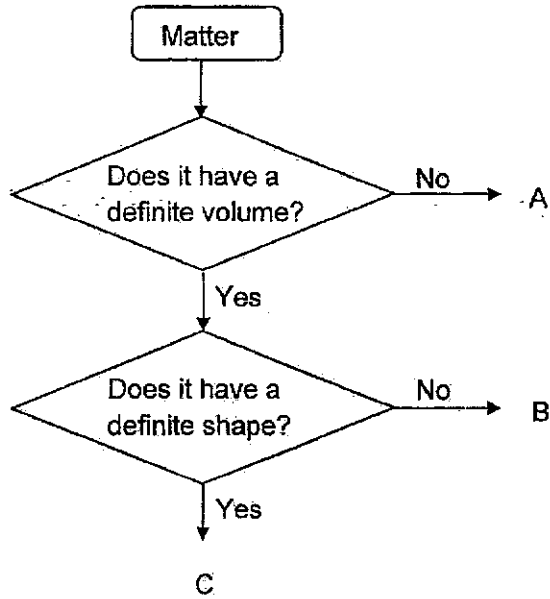 Matter
Does it have a
definite volume?
No
A
Yes
Does it have a
definite shape?
No
B
Yes
C